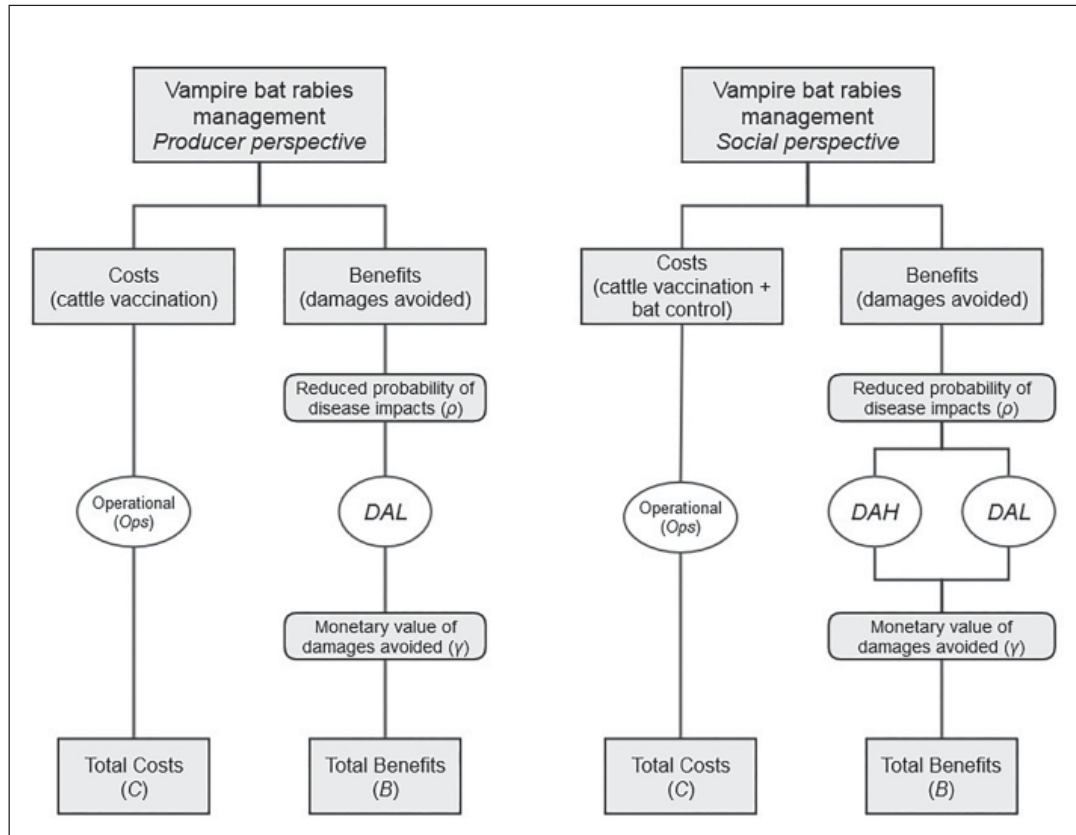 Vampire bat rabies
management
Producer perspective
Costs
(cattle vaccination)
Benefits
(damages avoided)
Reduced probability of
disease impacts (ρ)
Operational
(Ops)
DAL
Monetary value of
damages avoided (γ)
Total Costs
(C)
Total Benefits
(B)
Vampire bat rabies
management
Social perspective
Costs
(cattle vaccination +
bat control)
Benefits
(damages avoided)
Reduced probability of
disease impacts (ρ)
Operational
(Ops)
DAH
DAL
Monetary value of
damages avoided (γ)
Total Costs
(C)
Total Benefits
(B)